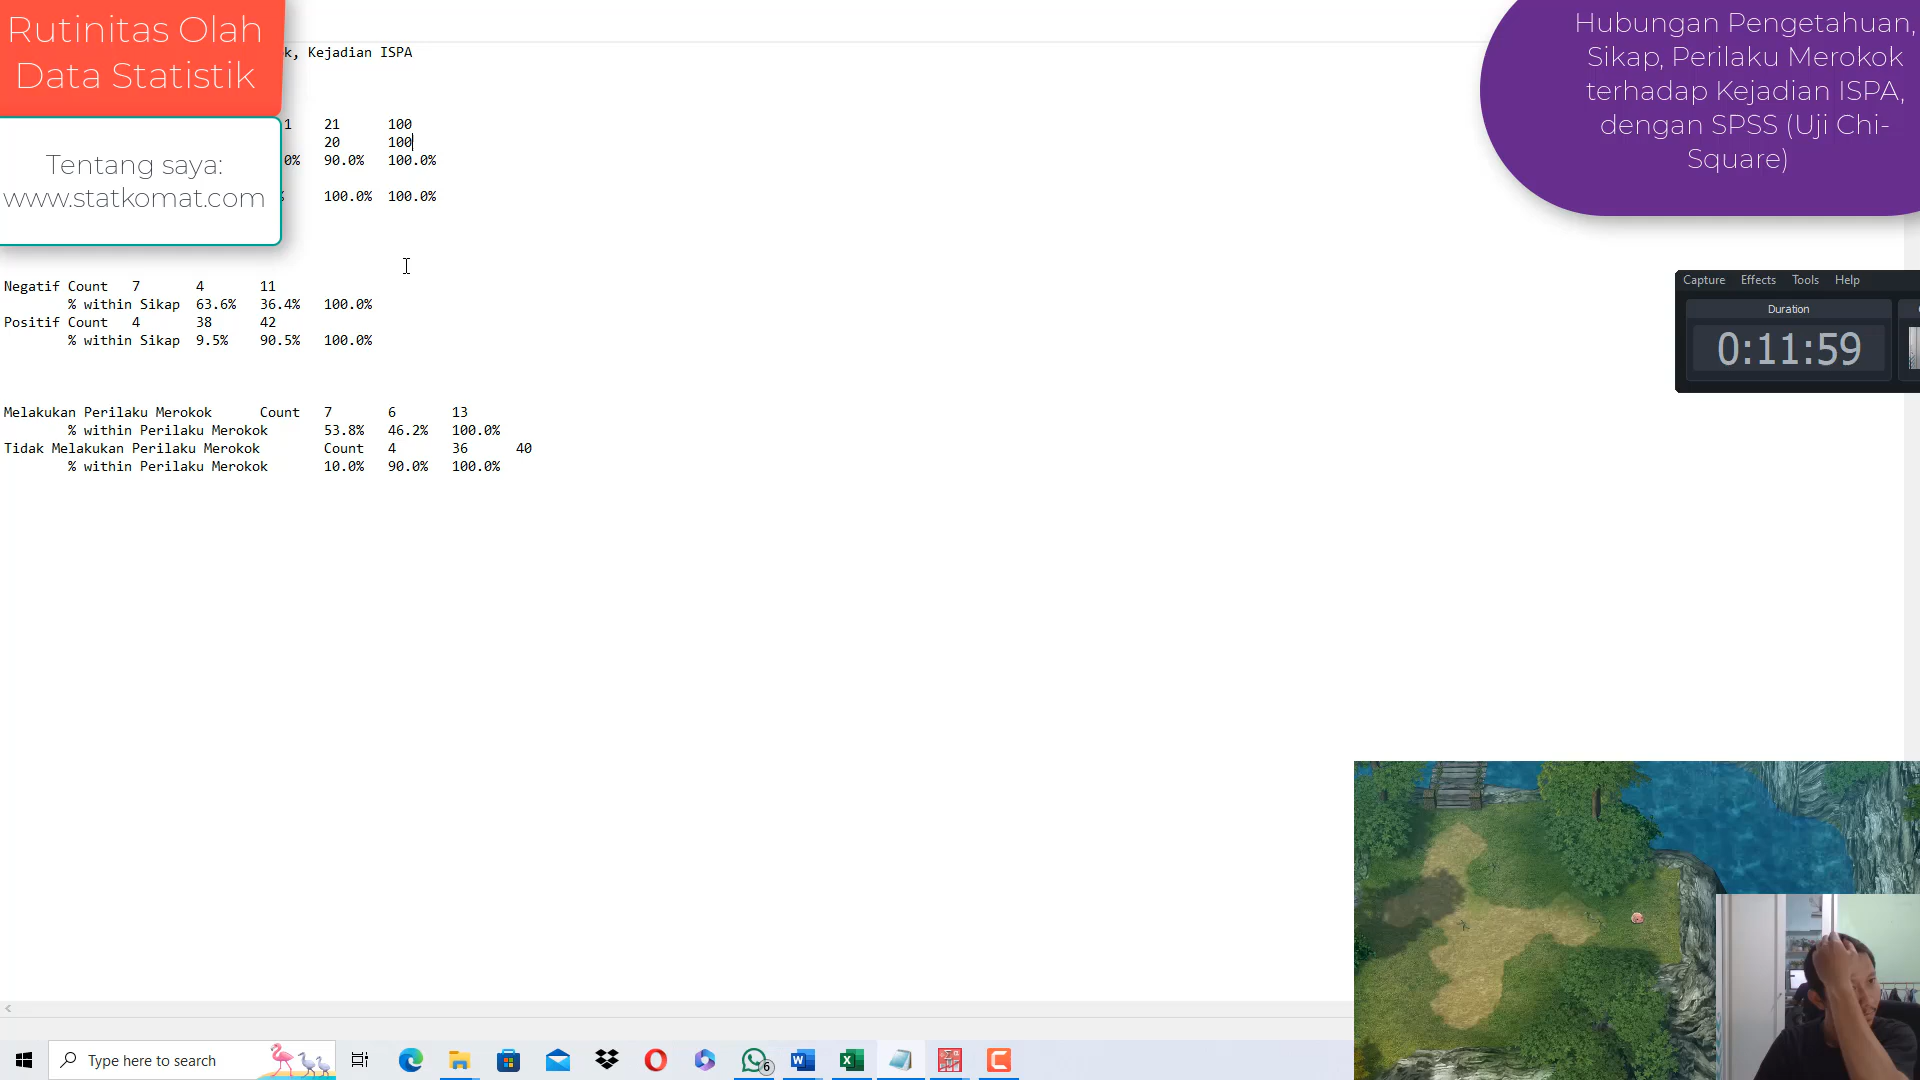 Rutinitas Olah
Data Statistik
Tentang saya:
www.statkomat.com
k, Kejadian ISPA
1 21 100
20 100
0% 90.0% 100.0%
% 100.0% 100.0%
Negatif Count 7 4 11
% within Sikap 63.6% 36.4% 100.0%
Positif Count 4 38 42
% within Sikap 9.5% 90.5% 100.0%
Melakukan Perilaku Merokok Count 7 6 13
% within Perilaku Merokok 53.8% 46.2% 100.0%
Tidak Melakukan Perilaku Merokok Count 4 36 40
% within Perilaku Merokok 10.0% 90.0% 100.0%
Hubungan Pengetahuan,
Sikap, Perilaku Merokok
terhadap Kejadian ISPA,
dengan SPSS (Uji Chi-
Square)
Capture Effects Tools Help
Duration
0:11:59
Type here to search
6